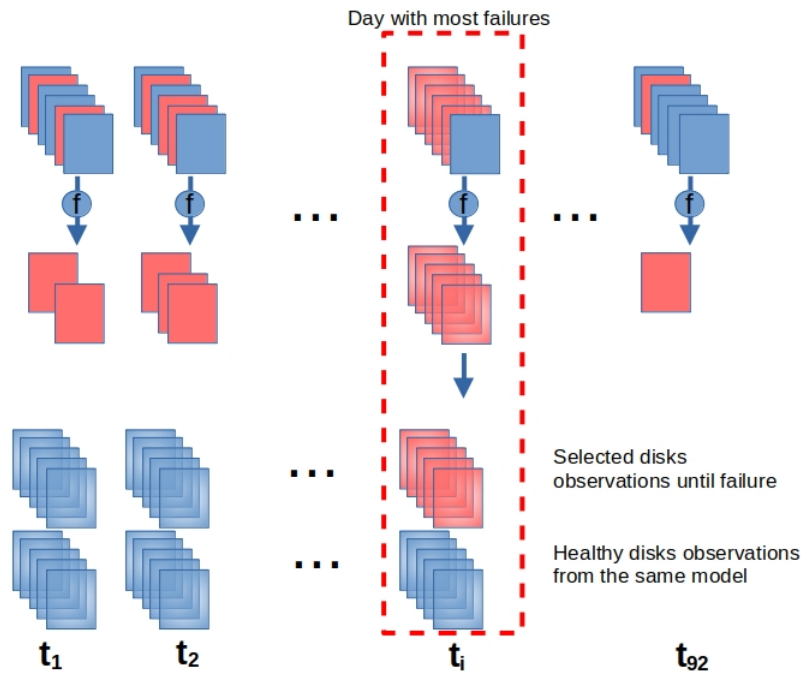 Day with most failures
f
f
f
f
...
...
...
Selected disks
observations until failure
...
Healthy disks observations
from the same model
t1
t2
ti
t92